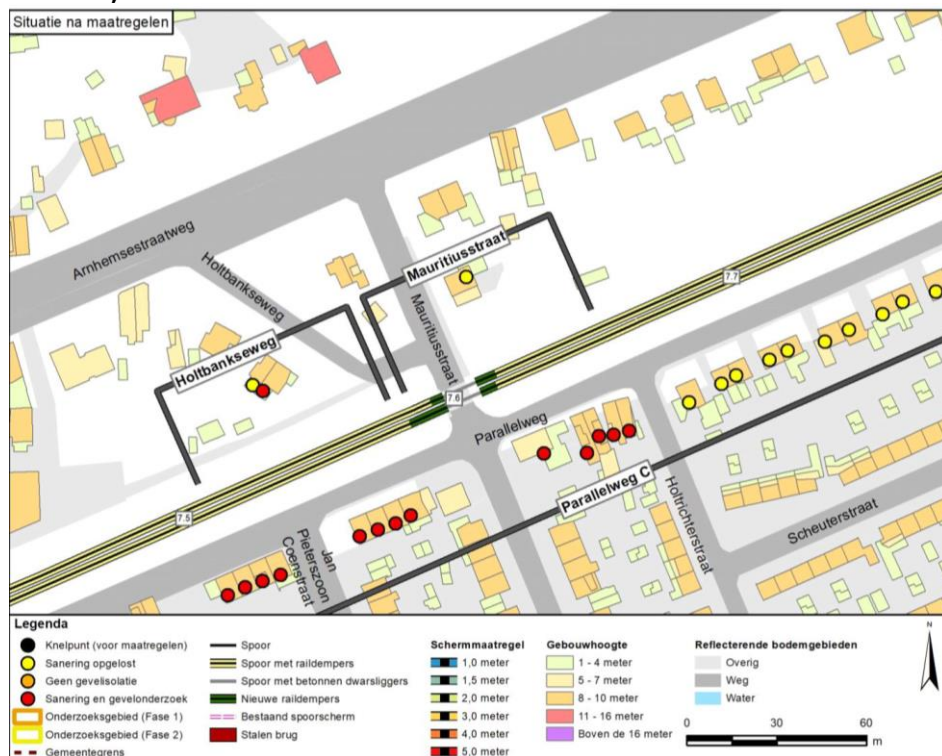 Situatie na maatregelen
Arnhemsestraatweg
Holtbankseweg
Mauritiusstraat
Mauritiusstraat
7.7
Holtbankseweg
7.6
Parallelweg
7.5
Parallelweg C
Holtrichterstraat
Scheuterstraat
Jan
Pieterszoon
Coenstraat
Legenda
Knelpunt (voor maatregelen)
Sanering opgelost
Geen gevelisolatie
Sanering en gevelonderzoek
Onderzoeksgebied (Fase 1)
Onderzoeksgebied (Fase 2)
Gemeentegrens
Spoor
Spoor met raildempers
Spoor met betonnen dwarsliggers
Nieuwe raildempers
Bestaand spoorscherm
Stalen brug
Schermmaatregel
1,0 meter
1,5 meter
2,0 meter
3,0 meter
4,0 meter
5,0 meter
Gebouwhoogte
1 - 4 meter
5 - 7 meter
8 - 10 meter
11 - 16 meter
Boven de 16 meter
Reflecterende bodemgebieden
Overig
Weg
Water
N
0 30 60
m